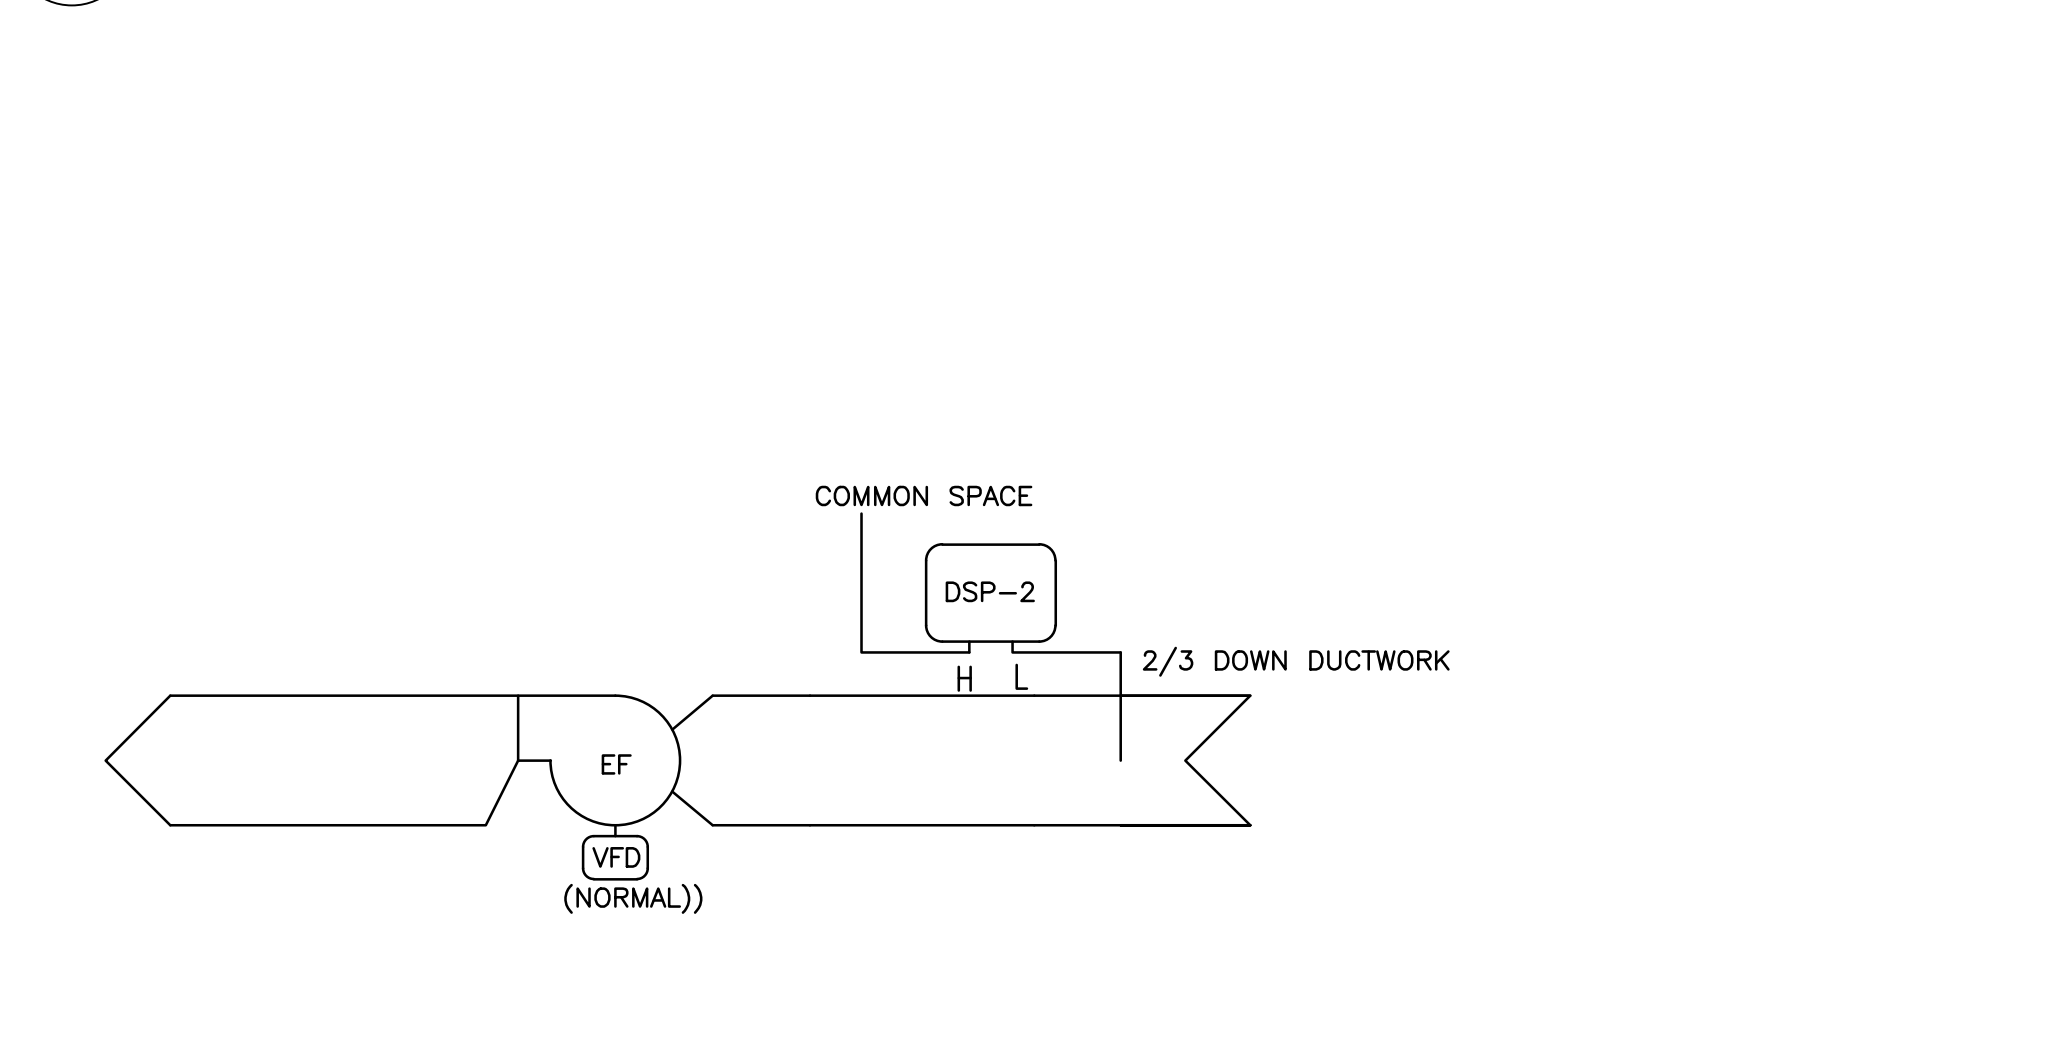 COMMON SPACE
DSP-2
2/3 DOWN DUCTWORK
H L
EF
VFD
(NORMAL))